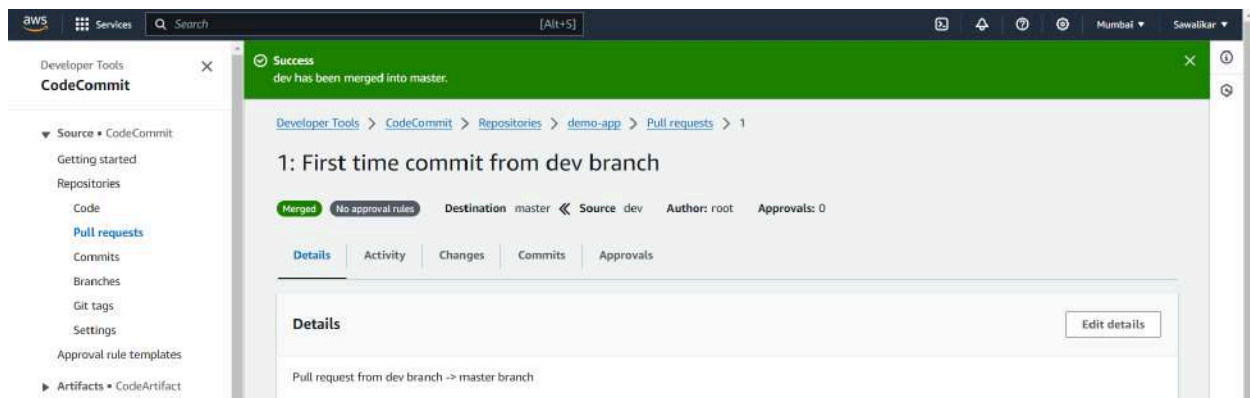 aws Services Search [Alt+S] Mumbai Sawalikar
Developer Tools
CodeCommit
Source • CodeCommit
Getting started
Repositories
Code
Pull requests
Commits
Branches
Git tags
Settings
Approval rule templates
Artifacts • CodeArtifact
Success
dev has been merged into master.
Developer Tools > CodeCommit > Repositories > demo-app > Pull requests > 1
1: First time commit from dev branch
Merged No approval rules Destination master Source dev Author: root Approvals: 0
Details Activity Changes Commits Approvals
Details Edit details
Pull request from dev branch -> master branch